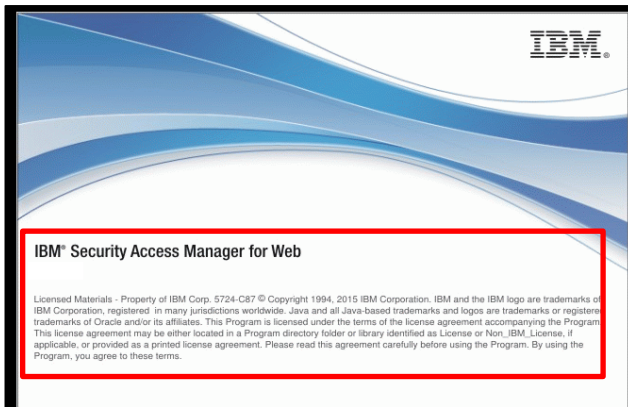 IBM®
IBM® Security Access Manager for Web
Licensed Materials - Property of IBM Corp. 5724-C87 © Copyright 1994, 2015 IBM Corporation. IBM and the IBM logo are trademarks of
IBM Corporation, registered in many jurisdictions worldwide. Java and all Java-based trademarks and logos are trademarks or registere
trademarks of Oracle and/or its affiliates. This Program is licensed under the terms of the license agreement accompanying the Program
This license agreement may be either located in a Program directory folder or library identified as License or Non_IBM_License, if
applicable, or provided as a printed license agreement. Please read this agreement carefully before using the Program. By using the
Program, you agree to these terms.